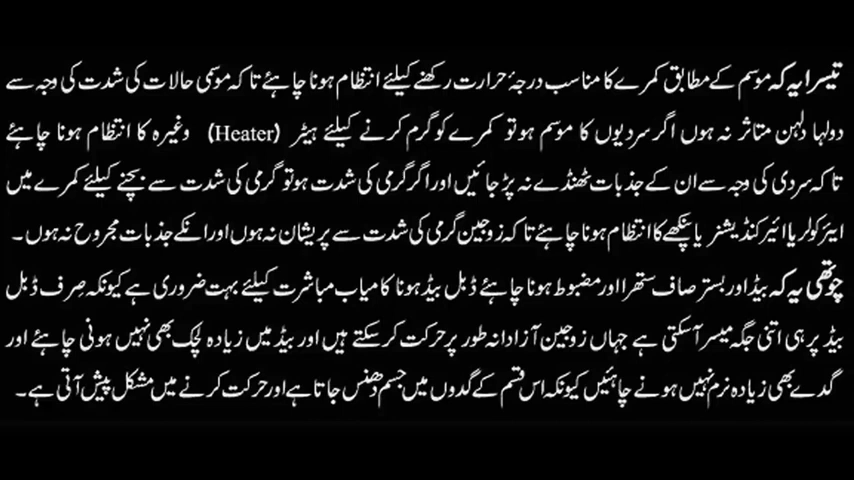 تیسرا یہ کہ موسم کے مطابق کمرے کا مناسب درجۂ حرارت رکھنے کیلئے انتظام ہونا چاہئے تاکہ موسمی حالات کی شدت کی وجہ سے
دولہا دلہن متاثر نہ ہوں اگر سردیوں کا موسم ہو تو کمرے کو گرم کرنے کیلئے ہیٹر (Heater) وغیرہ کا انتظام ہونا چاہئے
تاکہ سردی کی وجہ سے ان کے جذبات ٹھنڈے نہ پڑ جائیں اور اگر گرمی کی شدت ہو تو گرمی کی شدت سے بچنے کیلئے کمرے میں
ایئر کولر یا ائیر کنڈیشنر یا پنکھے کا انتظام ہونا چاہئے تاکہ زوجین گرمی کی شدت سے پریشان نہ ہوں اور انکے جذبات مجروح نہ ہوں۔
چوتھی یہ کہ بیڈ اور بستر صاف ستھرا اور مضبوط ہونا چاہئے ڈبل بیڈ ہونا کامیاب مباشرت کیلئے بہت ضروری ہے کیونکہ صِرف ڈبل
بیڈ پر ہی اتنی جگہ میسر آسکتی ہے جہاں زوجین آزادانہ طور پر حرکت کرسکتے ہیں اور بیڈ میں زیادہ لچک بھی نہیں ہونی چاہئے اور
گدے بھی زیادہ نرم نہیں ہونے چاہئیں کیونکہ اس قسم کے گدوں میں جسم دھنس جاتا ہے اور حرکت کرنے میں مشکل پیش آتی ہے۔